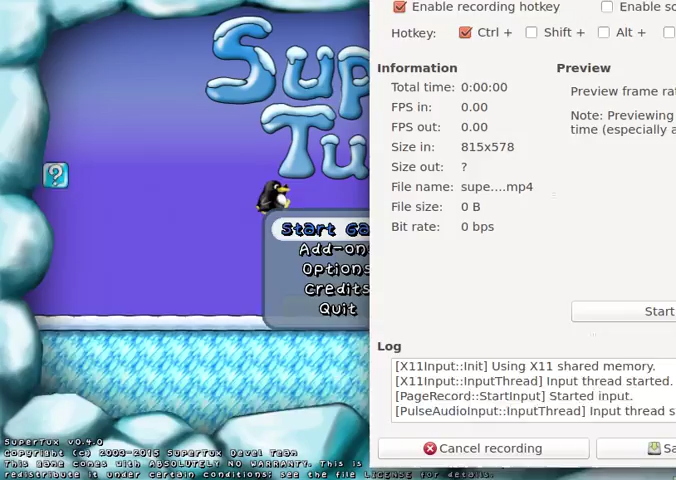 Super
Tu
Start Ga
Add-on
Options
Credits
Quit
SuperTux v0.4.0
Copyright (c) 2003-2015 SuperTux Devel Team
This game comes with ABSOLUTELY NO WARRANTY. This is
redistribute it under certain conditions; see the file LICENSE for details.
Enable recording hotkey
Enable so
Hotkey: Ctrl + Shift + Alt +
Information
Preview
Total time: 0:00:00
Preview frame rat
FPS in: 0.00
Note: Previewing
FPS out: 0.00
time (especially a
Size in: 815x578
Size out: ?
File name: supe....mp4
File size: 0 B
Bit rate: 0 bps
Start
Log
[X11Input::Init] Using X11 shared memory.
[X11Input::InputThread] Input thread started.
[PageRecord::StartInput] Started input.
[PulseAudioInput::InputThread] Input thread s
Cancel recording
Sa